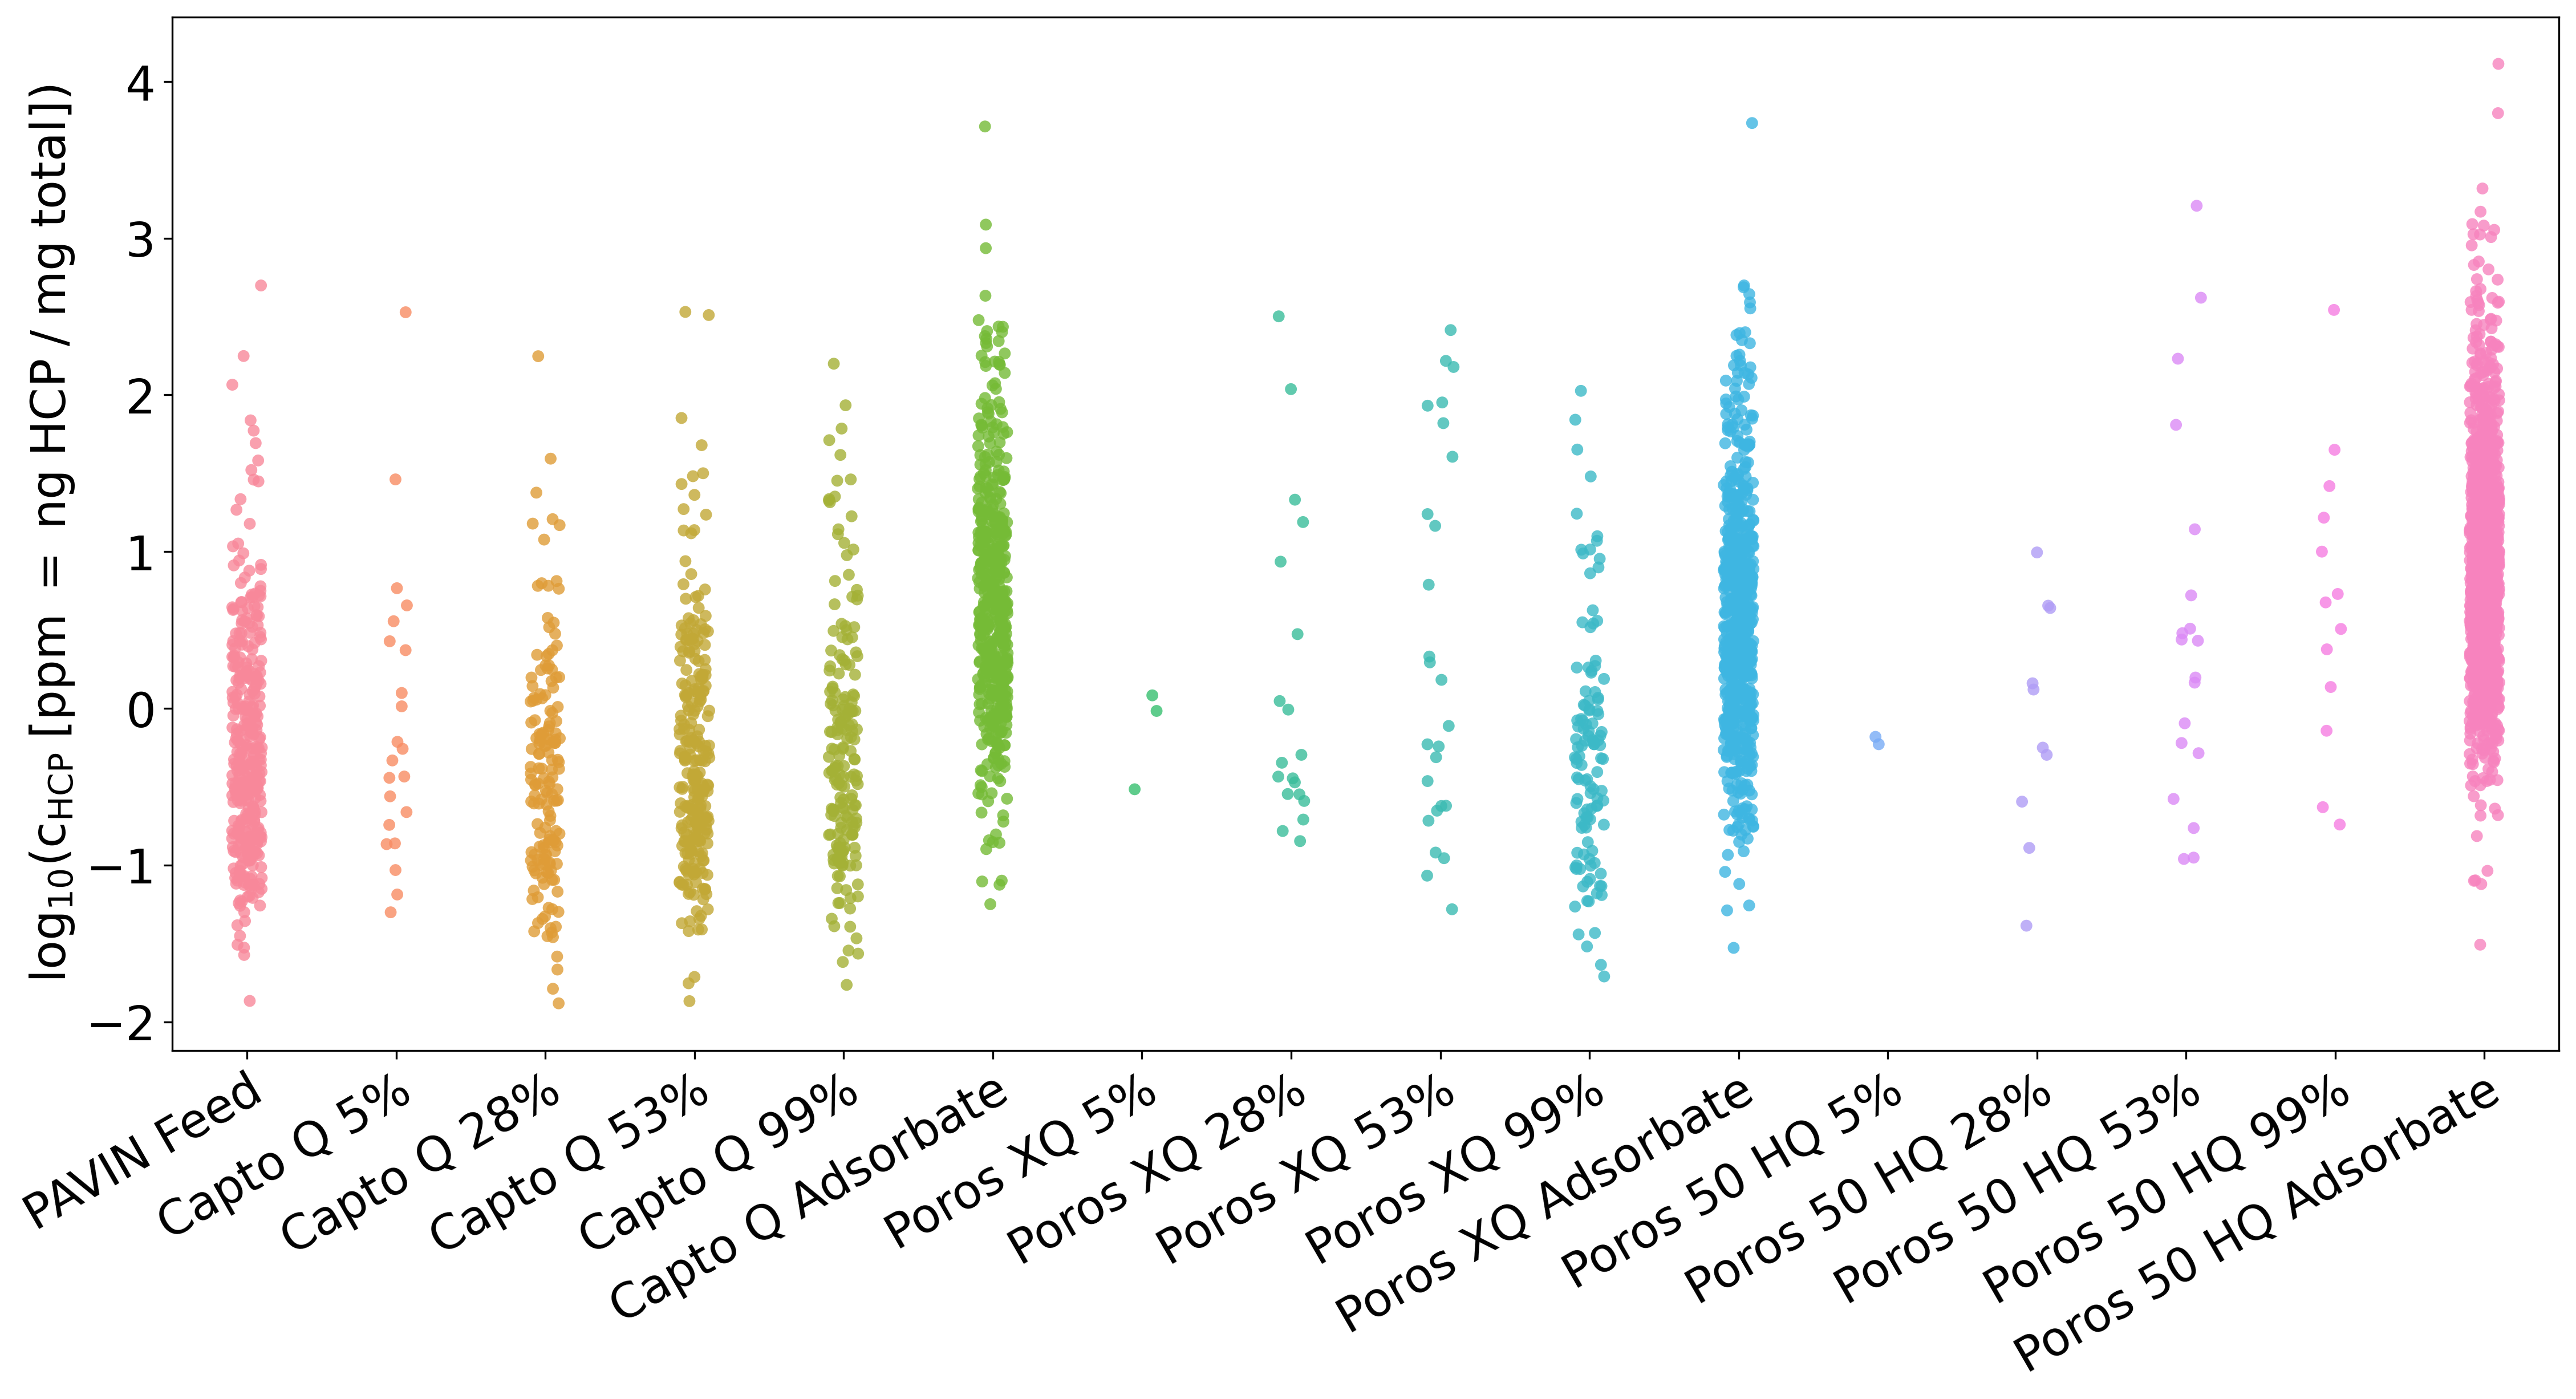 log10(cHCP [ppm = ng HCP / mg total])
4
3
2
1
0
−1
−2
PAVIN Feed
Capto Q 5%
Capto Q 28%
Capto Q 53%
Capto Q 99%
Capto Q Adsorbate
Poros XQ 5%
Poros XQ 28%
Poros XQ 53%
Poros XQ 99%
Poros XQ Adsorbate
Poros 50 HQ 5%
Poros 50 HQ 28%
Poros 50 HQ 53%
Poros 50 HQ 99%
Poros 50 HQ Adsorbate